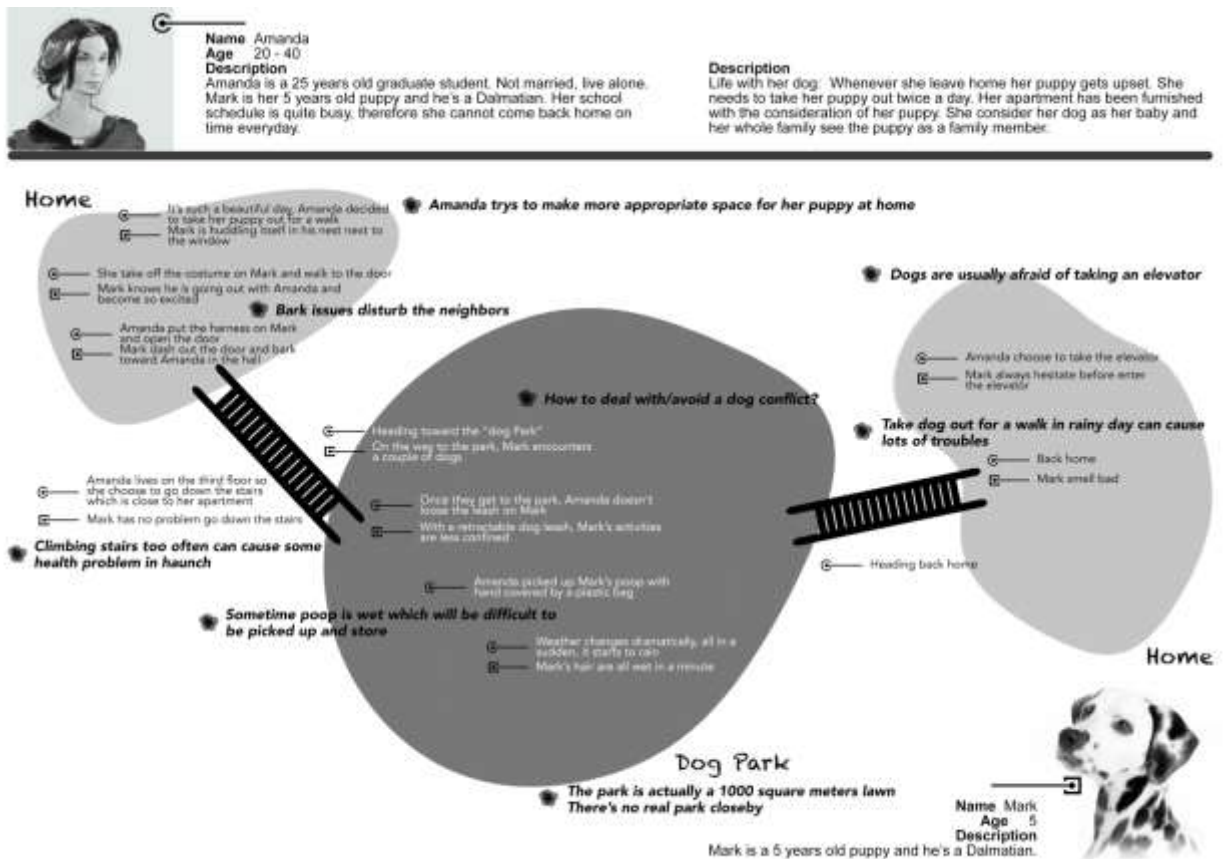 Name Amanda
Age 20 - 40
Description
Amanda is a 25 years old graduate student. Not married, live alone.
Mark is her 5 years old puppy and he's a Dalmatian. Her school
schedule is quite busy, therefore she cannot come back home on
time everyday.
Description
Life with her dog: Whenever she leave home her puppy gets upset. She
needs to take her puppy out twice a day. Her apartment has been furnished
with the consideration of her puppy. She consider her dog as her baby and
her whole family see the puppy as a family member.
Home
It's such a beautiful day, Amanda decided
to take her puppy out for a walk
Mark is huddling itself in his nest next to
the window
Amanda trys to make more appropriate space for her puppy at home
She take off the costume on Mark and walk to the door
Mark knows he is going out with Amanda and
become so excited
Bark issues disturb the neighbors
Amanda put the harness on Mark
and open the door
Mark dash out the door and bark
toward Amanda in the hall
Amanda lives on the third floor so
she choose to go down the stairs
which is close to her apartment
Mark has no problem go down the stairs
Climbing stairs too often can cause some
health problem in haunch
How to deal with/avoid a dog conflict?
Heading toward the "dog Park"
On the way to the park, Mark encounters
a couple of dogs
Once they get to the park, Amanda doesn't
loose the leash on Mark
With a retractable dog leash, Mark's activities
are less confined
Amanda picked up Mark's poop with
hand covered by a plastic bag
Sometime poop is wet which will be difficult to
be picked up and store
Weather changes dramatically, all in a
sudden, it starts to rain
Mark's hair are all wet in a minute
Dog Park
The park is actually a 1000 square meters lawn
There's no real park closeby
Dogs are usually afraid of taking an elevator
Amanda choose to take the elevator
Mark always hesitate before enter
the elevator
Take dog out for a walk in rainy day can cause
lots of troubles
Back home
Mark smell bad
Heading back home
Home
Name Mark
Age 5
Description
Mark is a 5 years old puppy and he's a Dalmatian.